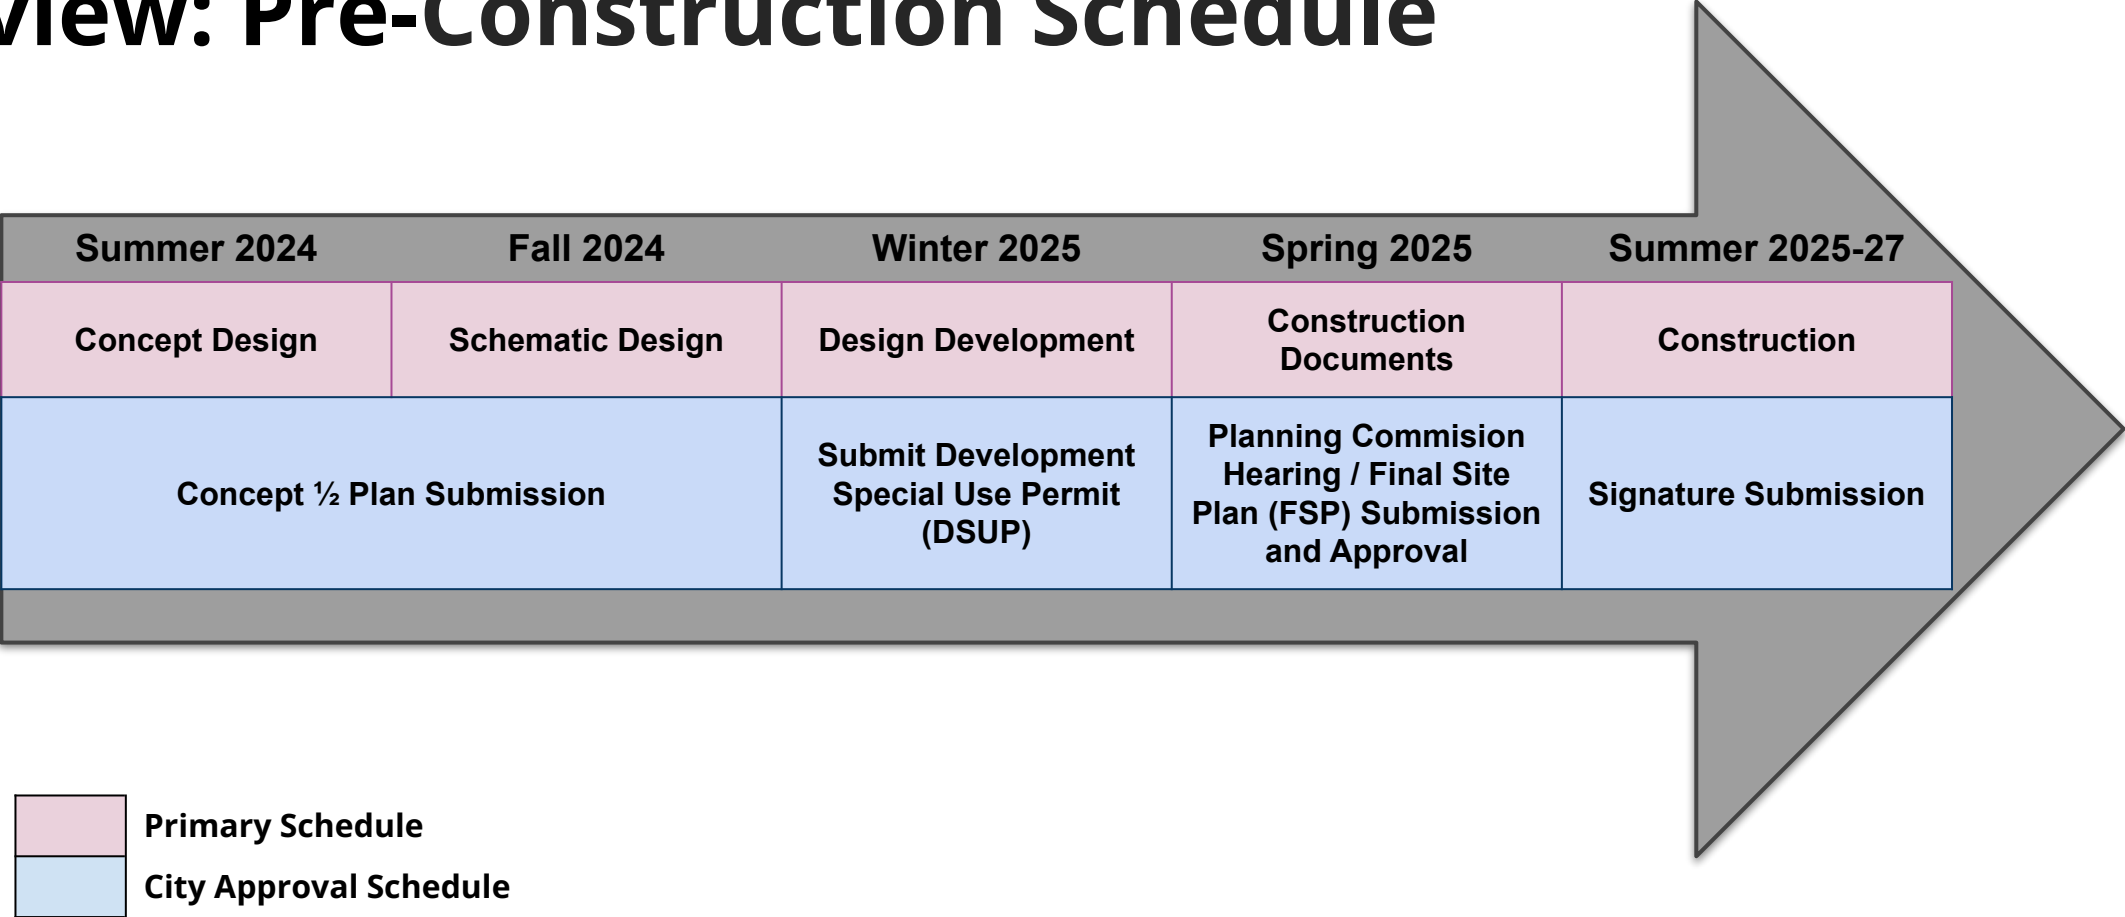 view: Pre-Construction Schedule
Summer 2024
Fall 2024
Winter 2025
Spring 2025
Summer 2025-27
Concept Design
Schematic Design
Design Development
Construction
Documents
Construction
Concept ½ Plan Submission
Submit Development
Special Use Permit
(DSUP)
Planning Commision
Hearing / Final Site
Plan (FSP) Submission
and Approval
Signature Submission
Primary Schedule
City Approval Schedule